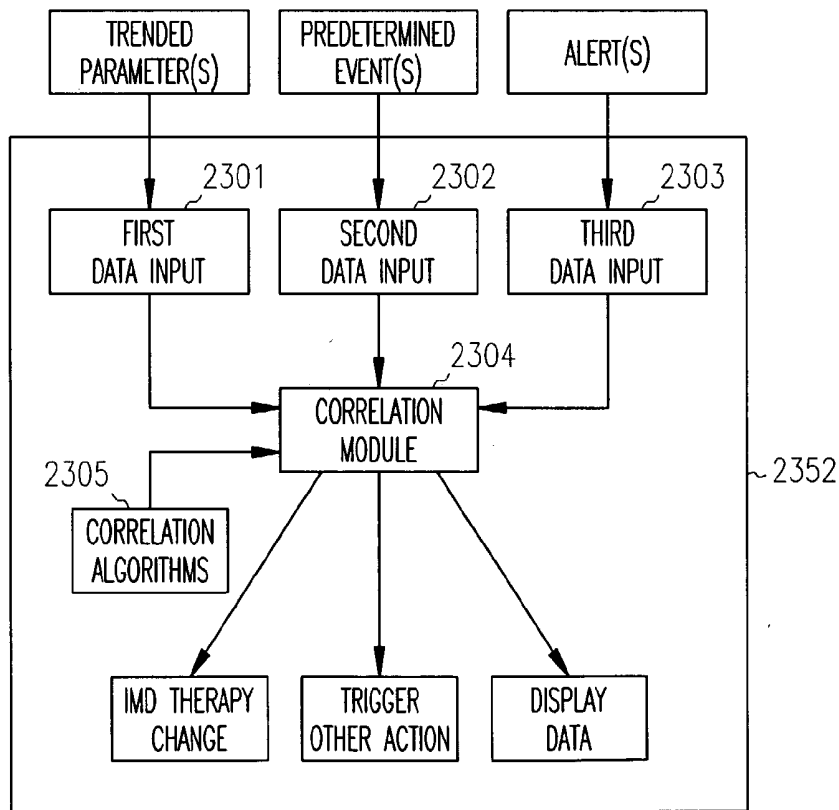 TRENDED
PARAMETER(S)
PREDETERMINED
EVENT(S)
ALERT(S)
2301
2302
2303
FIRST
DATA INPUT
SECOND
DATA INPUT
THIRD
DATA INPUT
2304
CORRELATION
MODULE
2305
CORRELATION
ALGORITHMS
2352
IMD THERAPY
CHANGE
TRIGGER
OTHER ACTION
DISPLAY
DATA